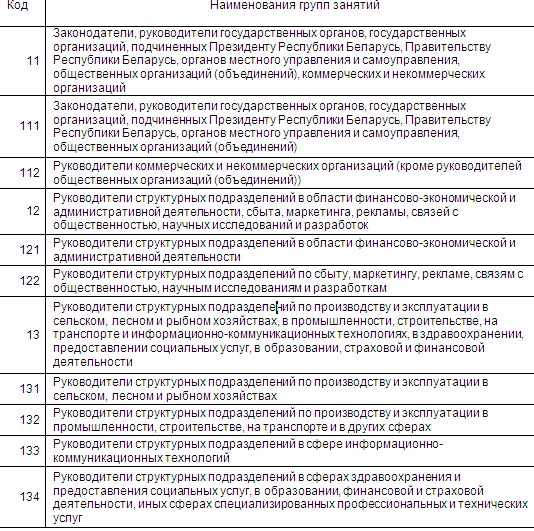 Код Наименования групп занятий
Законодатели, руководители государственных органов, государственных
организаций, подчиненных Президенту Республики Беларусь, Правительству
11 Республики Беларусь, органов местного управления и самоуправления,
общественных организаций (объединений), коммерческих и некоммерческих
организаций
Законодатели, руководители государственных органов, государственных
организаций, подчиненных Президенту Республики Беларусь, Правительству
111 Республики Беларусь, органов местного управления и самоуправления,
общественных организаций (объединений)
112 Руководители коммерческих и некоммерческих организаций (кроме руководителей
общественных организаций (объединений))
Руководители структурных подразделений в области финансово-экономической и
12 административной деятельности, сбыта, маркетинга, рекламы, связей с
общественностью, научных исследований и разработок
121 Руководители структурных подразделений в области финансово-экономической и
административной деятельности
122 Руководители структурных подразделений по сбыту, маркетингу, рекламе, связям с
общественностью, научным исследованиям и разработкам
Руководители структурных подразделений по производству и эксплуатации в
сельском, лесном и рыбном хозяйствах, в промышленности, строительстве, на
13 транспорте и информационно-коммуникационных технологиях, в здравоохранении,
предоставлении социальных услуг, в образовании, страховой и финансовой
деятельности
131 Руководители структурных подразделений по производству и эксплуатации в
сельском, лесном и рыбном хозяйствах
132 Руководители структурных подразделений по производству и эксплуатации в
промышленности, строительстве, на транспорте и в других сферах
133 Руководители структурных подразделений в сфере информационно-
коммуникационных технологий
Руководители структурных подразделений в сферах здравоохранения и
134 предоставления социальных услуг, в образовании, финансовой и страховой
деятельности, иных сферах специализированных профессиональных и технических
услуг